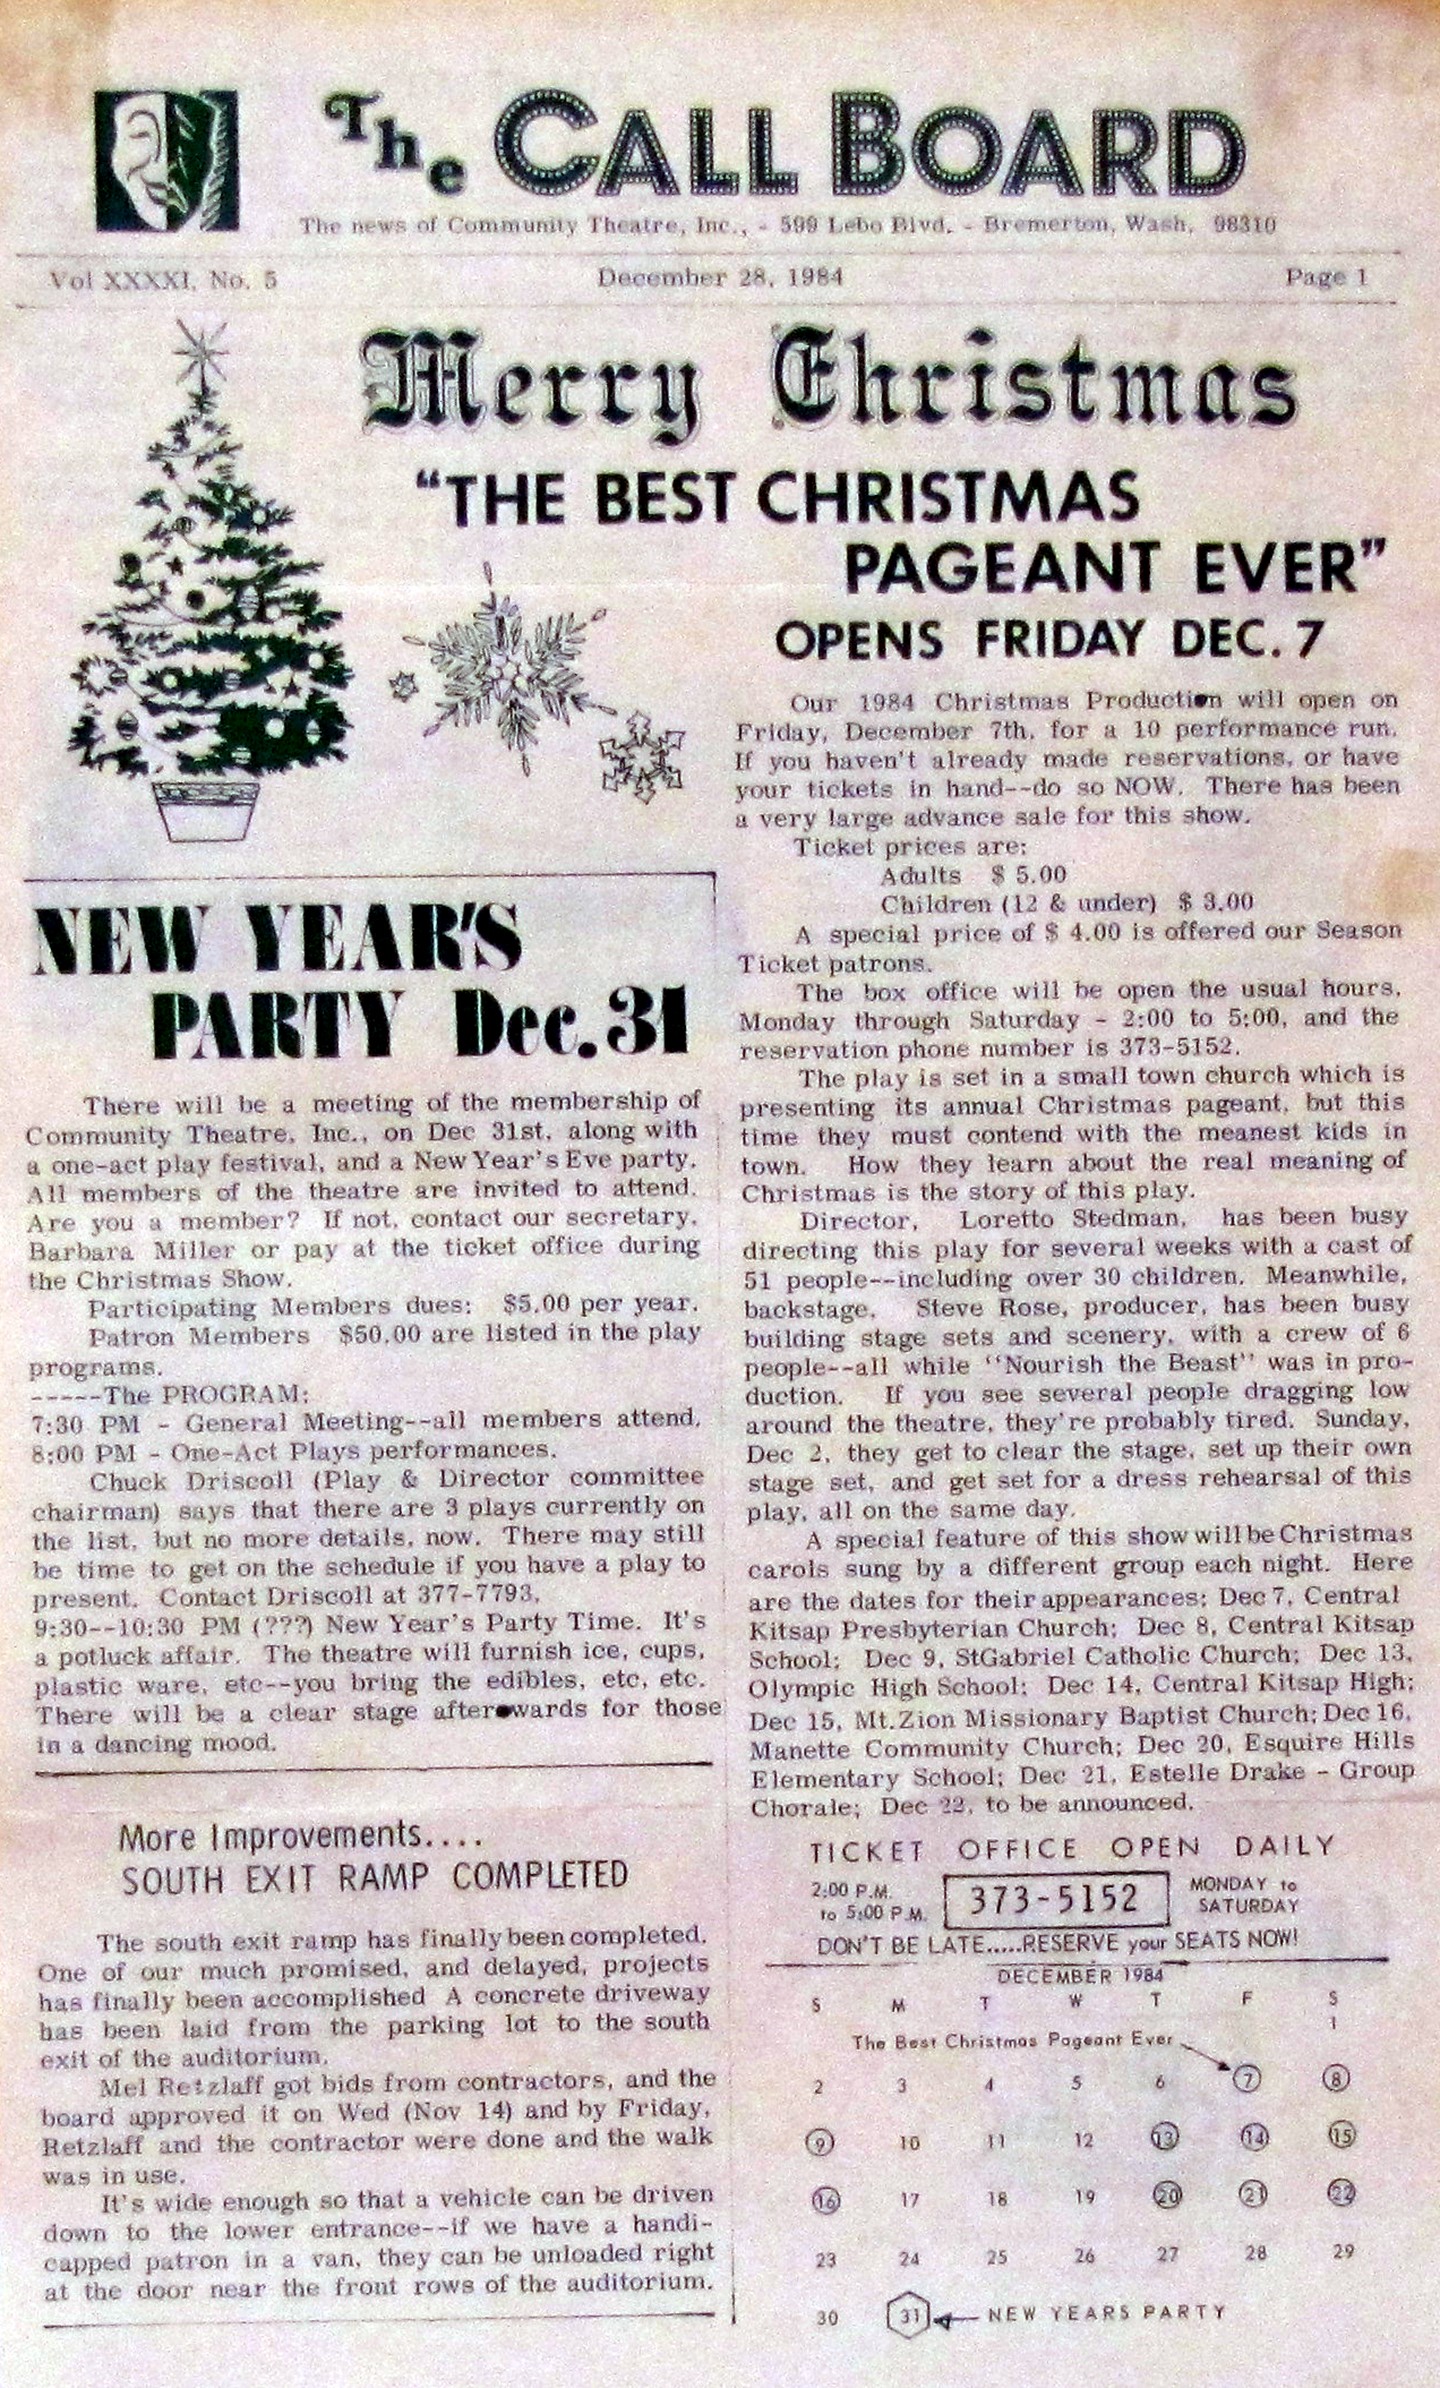 The CALL BOARD
The news of Community Theatre, Inc., - 599 Lebo Blvd. - Bremerton, Wash, 98310
Vol XXXXI, No. 5 December 28, 1984 Page 1
Merry Christmas
“THE BEST CHRISTMAS
PAGEANT EVER”
OPENS FRIDAY DEC. 7
NEW YEAR'S
PARTY Dec. 31
There will be a meeting of the membership of
Community Theatre, Inc., on Dec 31st, along with
a one-act play festival, and a New Year's Eve party.
All members of the theatre are invited to attend.
Are you a member? If not, contact our secretary,
Barbara Miller or pay at the ticket office during
the Christmas Show.
Participating Members dues: $5.00 per year.
Patron Members $50.00 are listed in the play
programs.
-----The PROGRAM:
7:30 PM - General Meeting--all members attend.
8:00 PM - One-Act Plays performances.
Chuck Driscoll (Play & Director committee
chairman) says that there are 3 plays currently on
the list, but no more details, now. There may still
be time to get on the schedule if you have a play to
present. Contact Driscoll at 377-7793.
9:30--10:30 PM (???) New Year's Party Time. It's
a potluck affair. The theatre will furnish ice, cups,
plastic ware, etc--you bring the edibles, etc, etc.
There will be a clear stage afterwards for those
in a dancing mood.
More Improvements....
SOUTH EXIT RAMP COMPLETED
The south exit ramp has finally been completed.
One of our much promised, and delayed, projects
has finally been accomplished A concrete driveway
has been laid from the parking lot to the south
exit of the auditorium.
Mel Retzlaff got bids from contractors, and the
board approved it on Wed (Nov 14) and by Friday,
Retzlaff and the contractor were done and the walk
was in use.
It's wide enough so that a vehicle can be driven
down to the lower entrance--if we have a handi-
capped patron in a van, they can be unloaded right
at the door near the front rows of the auditorium.
Our 1984 Christmas Production will open on
Friday, December 7th, for a 10 performance run.
If you haven't already made reservations, or have
your tickets in hand--do so NOW. There has been
a very large advance sale for this show.
Ticket prices are:
Adults $ 5.00
Children (12 & under) $ 3.00
A special price of $ 4.00 is offered our Season
Ticket patrons.
The box office will be open the usual hours,
Monday through Saturday - 2:00 to 5:00, and the
reservation phone number is 373-5152.
The play is set in a small town church which is
presenting its annual Christmas pageant, but this
time they must contend with the meanest kids in
town. How they learn about the real meaning of
Christmas is the story of this play.
Director, Loretto Stedman, has been busy
directing this play for several weeks with a cast of
51 people--including over 30 children. Meanwhile,
backstage, Steve Rose, producer, has been busy
building stage sets and scenery, with a crew of 6
people--all while "Nourish the Beast" was in pro-
duction. If you see several people dragging low
around the theatre, they're probably tired. Sunday,
Dec 2, they get to clear the stage, set up their own
stage set, and get set for a dress rehearsal of this
play, all on the same day.
A special feature of this show will be Christmas
carols sung by a different group each night. Here
are the dates for their appearances: Dec 7, Central
Kitsap Presbyterian Church; Dec 8, Central Kitsap
School; Dec 9, StGabriel Catholic Church; Dec 13,
Olympic High School; Dec 14, Central Kitsap High;
Dec 15, Mt.Zion Missionary Baptist Church; Dec 16,
Manette Community Church; Dec 20, Esquire Hills
Elementary School; Dec 21, Estelle Drake - Group
Chorale; Dec 22, to be announced.
TICKET OFFICE OPEN DAILY
2:00 P.M. to 5:00 P.M. 373-5152 MONDAY to SATURDAY
DON'T BE LATE.....RESERVE your SEATS NOW!
DECEMBER 1984
S M T W T F S
1
The Best Christmas Pageant Ever
2 3 4 5 6 7 8
9 10 11 12 13 14 15
16 17 18 19 20 21 22
23 24 25 26 27 28 29
30 31 NEW YEARS PARTY